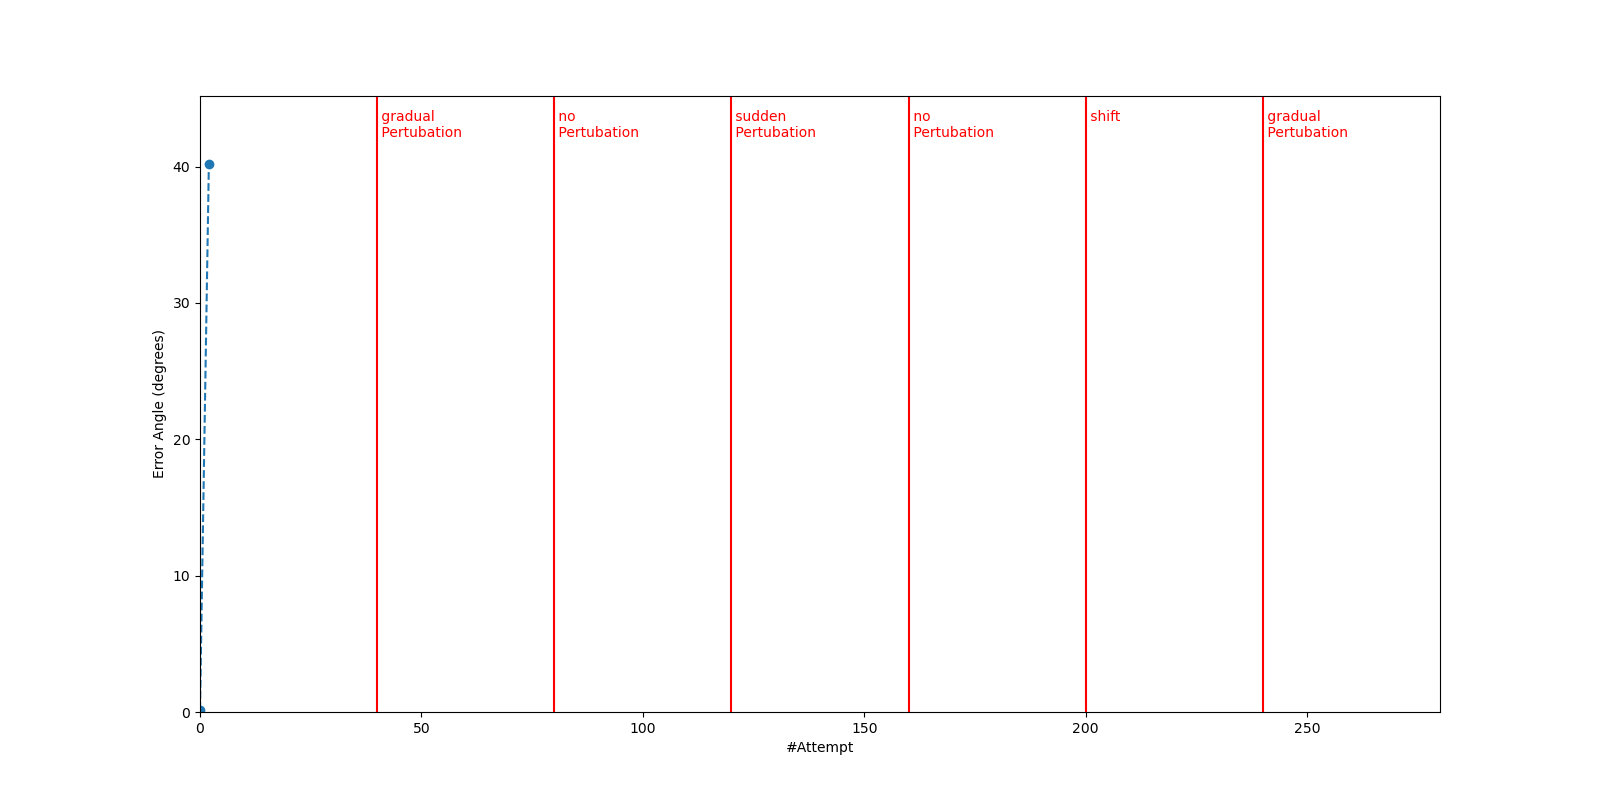 gradual
Pertubation
no
Pertubation
sudden
Pertubation
no
Pertubation
shift
gradual
Pertubation
40
30
20
10
0
Error Angle (degrees)
0
50
100
150
200
250
#Attempt